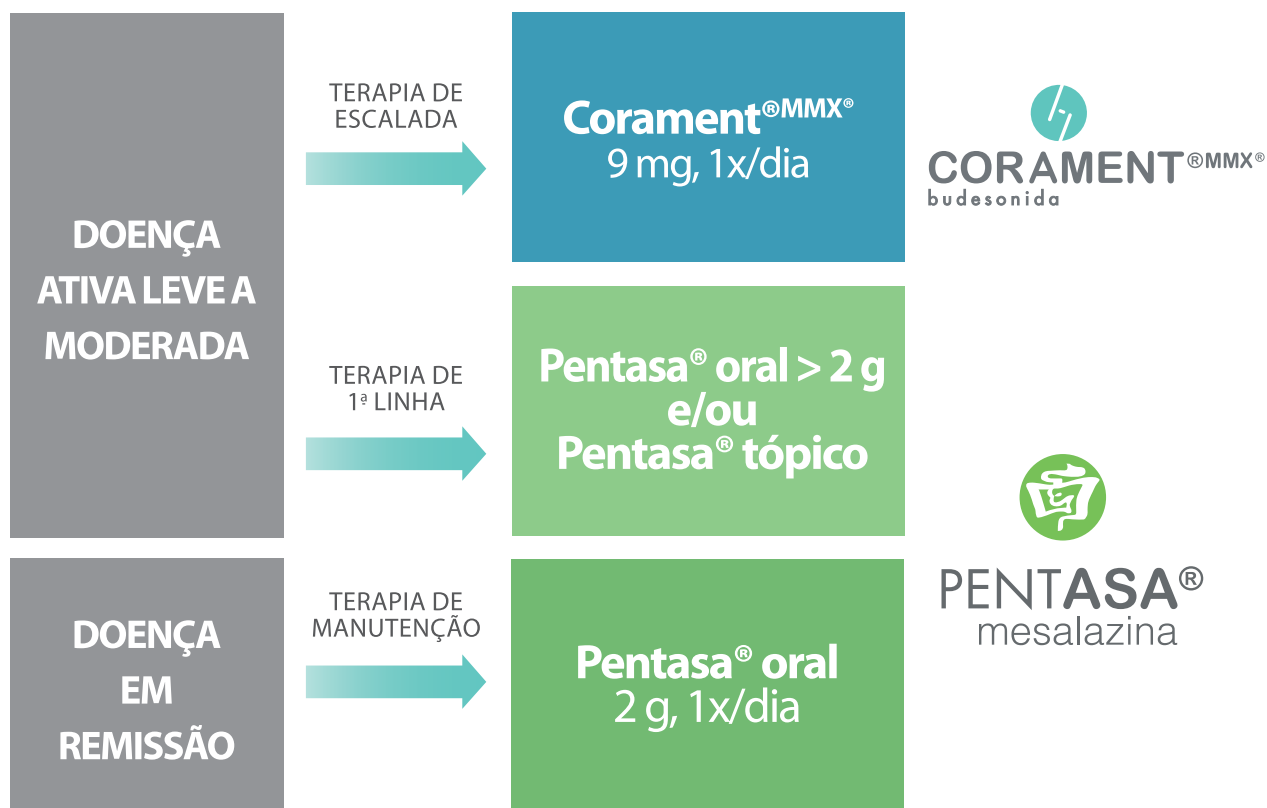 DOENÇA
ATIVA LEVE A
MODERADA
TERAPIA DE
ESCALADA
Corament®MMX®
9 mg, 1x/dia
CORAMENT®MMX®
budesonida
TERAPIA DE
1ª LINHA
Pentasa® oral > 2 g
e/ou
Pentasa® tópico
PENTASA®
mesalazina
DOENÇA
EM
REMISSÃO
TERAPIA DE
MANUTENÇÃO
Pentasa® oral
2 g, 1x/dia